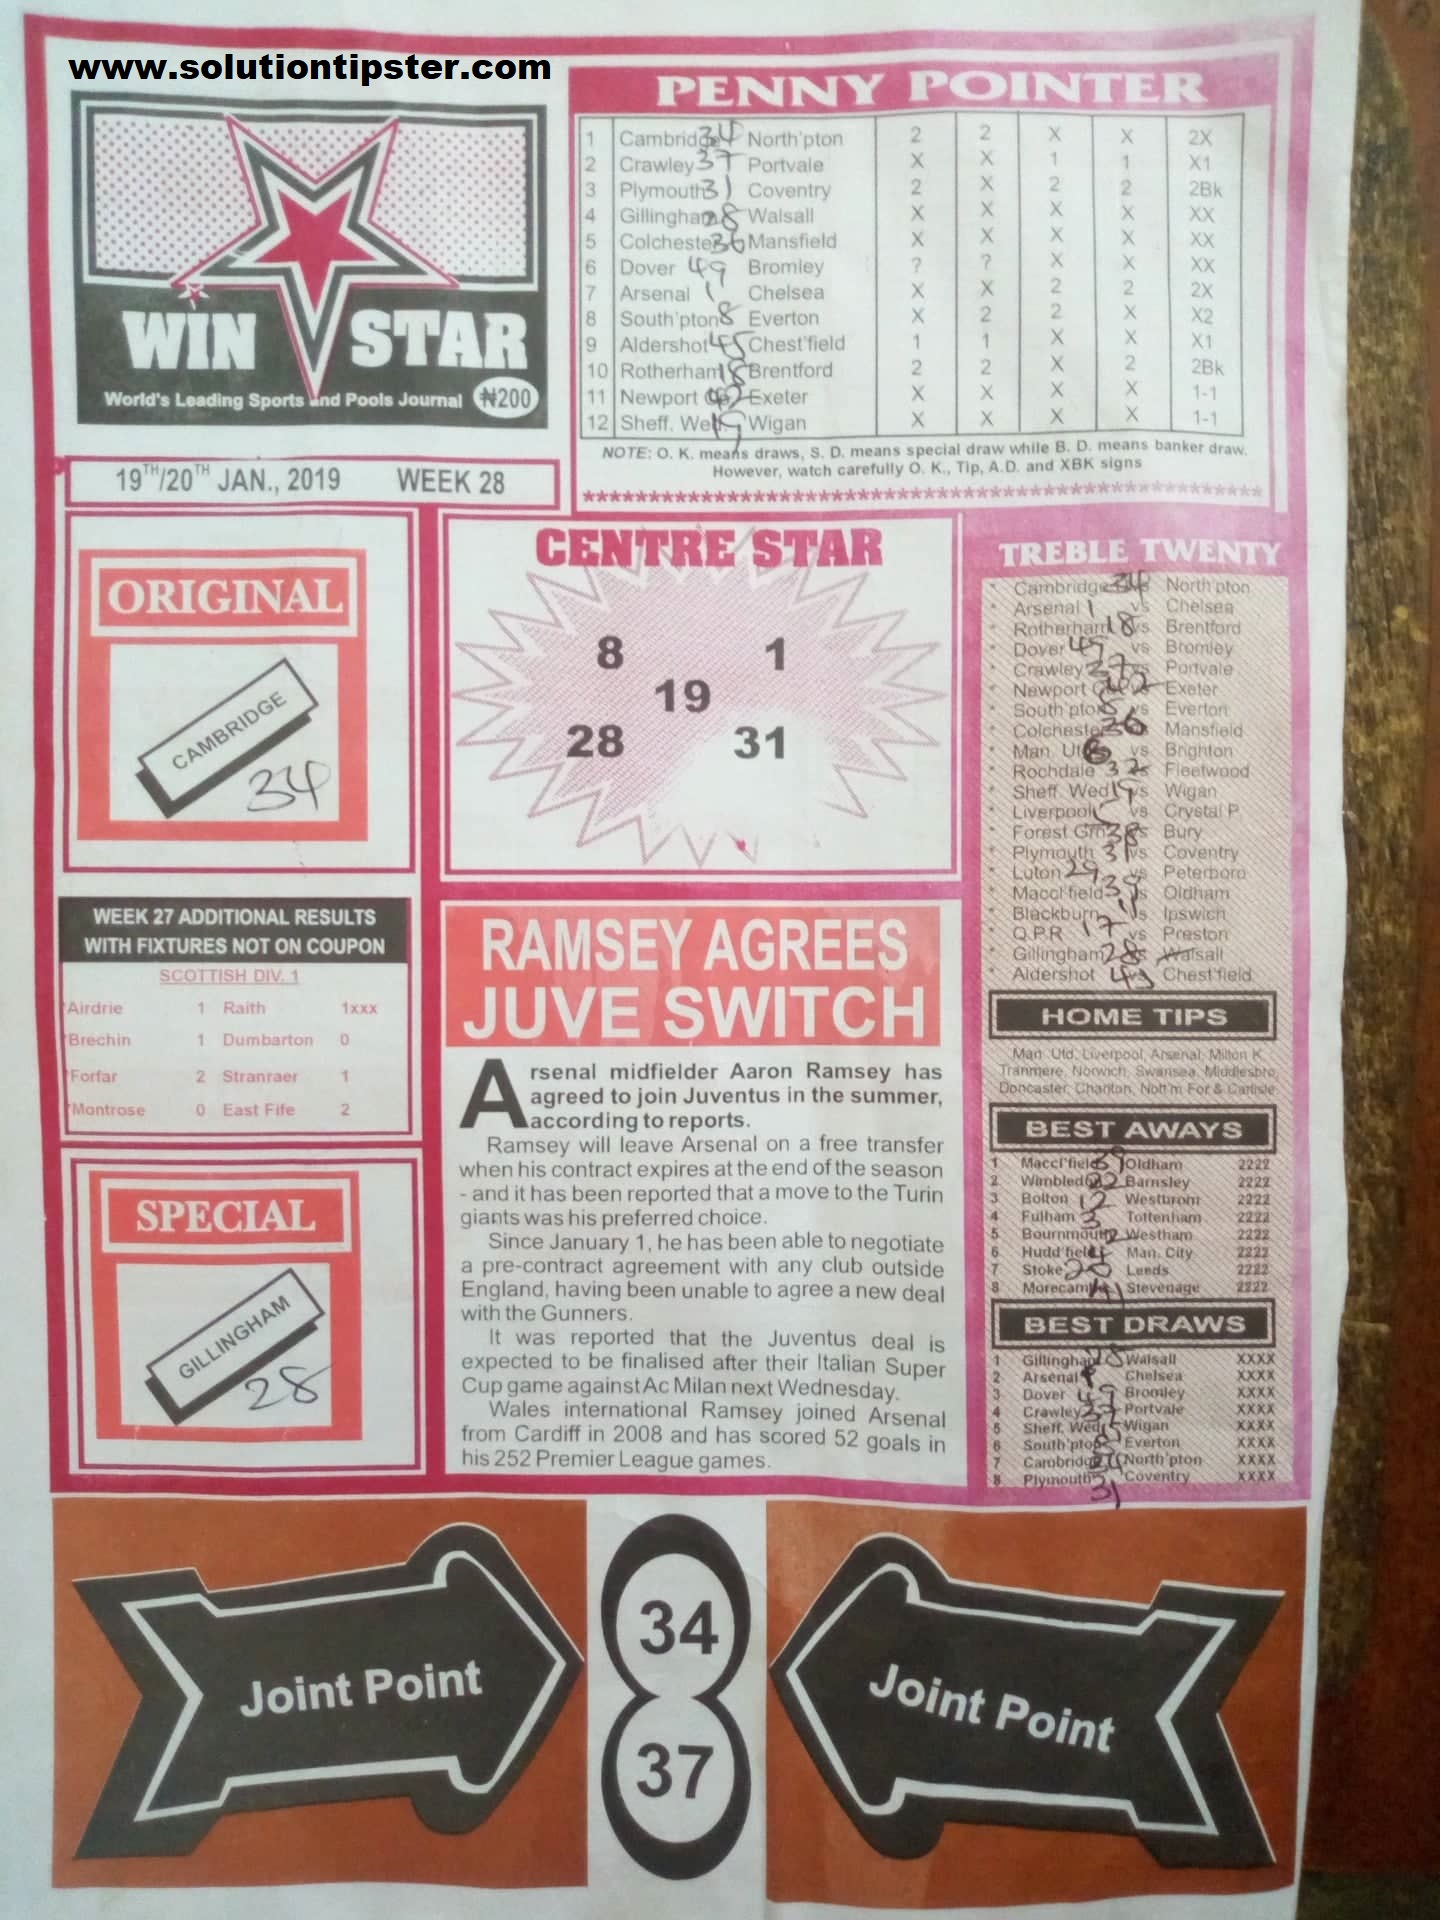 www.solutiontipster.com
WIN STAR
World's Leading Sports and Pools Journal ₦200
19TH/20TH JAN., 2019 WEEK 28
PENNY POINTER
1 Cambridge 34 North'pton 2 2 X X 2X
2 Crawley 37 Portvale X X 1 1 X1
3 Plymouth 31 Coventry 2 X 2 2 2Bk
4 Gillingham 28 Walsall X X X X XX
5 Colchester 36 Mansfield X X X X XX
6 Dover 49 Bromley ? ? X X XX
7 Arsenal 1 Chelsea X X 2 2 2X
8 South'pton 8 Everton X 2 2 X X2
9 Aldershot 45 Chest'field 1 1 X X X1
10 Rotherham 18 Brentford 2 2 X 2 2Bk
11 Newport Exeter X X X X 1-1
12 Sheff. Wed. 19 Wigan X X X X 1-1
NOTE: O. K. means draws, S. D. means special draw while B. D. means banker draw.
However, watch carefully O. K., Tip, A.D. and XBK signs
****************************************************
ORIGINAL
CAMBRIDGE
34
CENTRE STAR
8 1
19
28 31
WEEK 27 ADDITIONAL RESULTS
WITH FIXTURES NOT ON COUPON
SCOTTISH DIV. 1
*Airdrie 1 Raith 1xxx
*Brechin 1 Dumbarton 0
*Forfar 2 Stranraer 1
*Montrose 0 East Fife 2
SPECIAL
GILLINGHAM
28
RAMSEY AGREES
JUVE SWITCH
Arsenal midfielder Aaron Ramsey has
agreed to join Juventus in the summer,
according to reports.
Ramsey will leave Arsenal on a free transfer
when his contract expires at the end of the season
- and it has been reported that a move to the Turin
giants was his preferred choice.
Since January 1, he has been able to negotiate
a pre-contract agreement with any club outside
England, having been unable to agree a new deal
with the Gunners.
It was reported that the Juventus deal is
expected to be finalised after their Italian Super
Cup game against Ac Milan next Wednesday.
Wales international Ramsey joined Arsenal
from Cardiff in 2008 and has scored 52 goals in
his 252 Premier League games.
TREBLE TWENTY
Cambridge 34 North'pton
* Arsenal 1 vs Chelsea
* Rotherham 18 vs Brentford
* Dover 49 vs Bromley
* Crawley 37 vs Portvale
* Newport vs Exeter
* South'pton 8 vs Everton
* Colchester 36 Mansfield
* Man. Utd 6 vs Brighton
* Rochdale 32 vs Fleetwood
* Sheff. Wed 19 vs Wigan
* Liverpool 5 vs Crystal P.
* Forest Grn 38 vs Bury
* Plymouth 31 vs Coventry
* Luton 29 vs Peterboro
* Maccl'field 39 vs Oldham
* Blackburn 11 vs Ipswich
* Q.P.R 17 vs Preston
* Gillingham 28 vs Walsall
* Aldershot 45 vs Chest'field
HOME TIPS
Man. Utd, Liverpool, Arsenal, Milton K,
Tranmere, Norwich, Swansea, Middlesbro,
Doncaster, Charlton, Nott'm For & Carlisle
BEST AWAYS
1 Maccl'field 39 Oldham 2222
2 Wimbledon 22 Barnsley 2222
3 Bolton 12 Westbrom 2222
4 Fulham 3 Tottenham 2222
5 Bournmouth 2 Westham 2222
6 Hudd'field 4 Man. City 2222
7 Stoke 20 Leeds 2222
8 Morecambe 41 Stevenage 2222
BEST DRAWS
1 Gillingham 28 Walsall XXXX
2 Arsenal 1 Chelsea XXXX
3 Dover 49 Bromley XXXX
4 Crawley 37 Portvale XXXX
5 Sheff. Wed 19 Wigan XXXX
6 South'pton 8 Everton XXXX
7 Cambridge 34 North'pton XXXX
8 Plymouth 31 Coventry XXXX
Joint Point
34
37
Joint Point